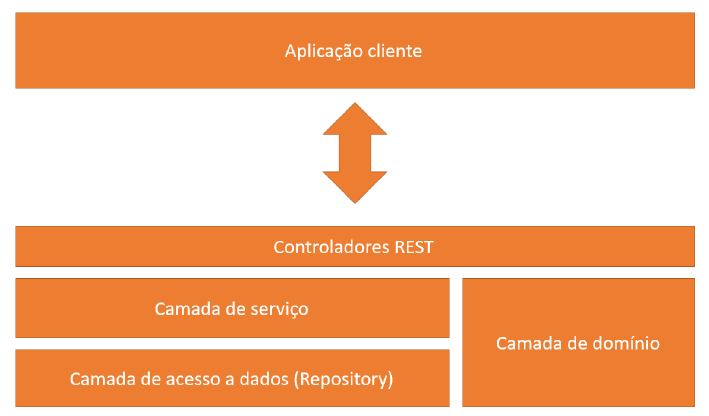 Aplicação cliente
Controladores REST
Camada de serviço
Camada de domínio
Camada de acesso a dados (Repository)